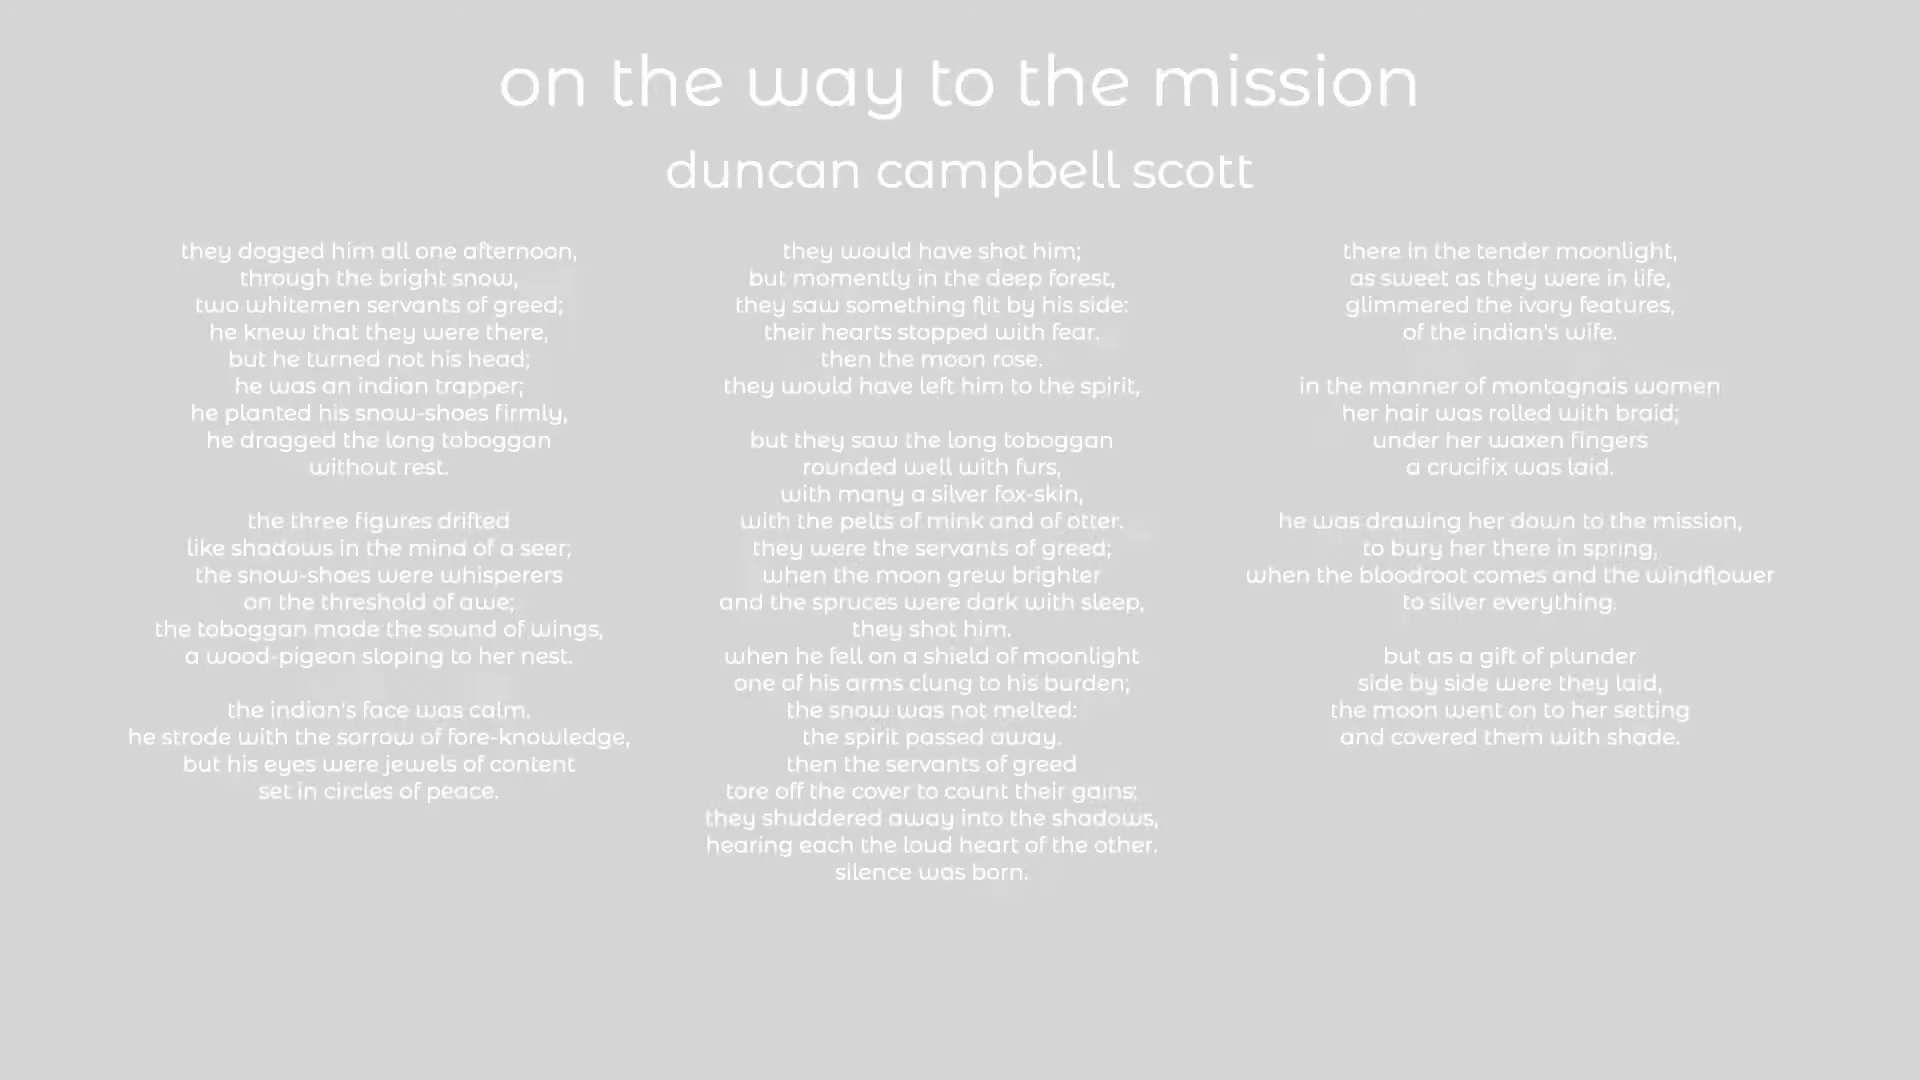 on the way to the mission
duncan campbell scott
they dogged him all one afternoon,
through the bright snow,
two whitemen servants of greed;
he knew that they were there,
but he turned not his head;
he was an indian trapper;
he planted his snow-shoes firmly,
he dragged the long toboggan
without rest.
the three figures drifted
like shadows in the mind of a seer;
the snow-shoes were whisperers
on the threshold of awe;
the toboggan made the sound of wings,
a wood-pigeon sloping to her nest.
the indian's face was calm.
he strode with the sorrow of fore-knowledge,
but his eyes were jewels of content
set in circles of peace.
they would have shot him;
but momently in the deep forest,
they saw something flit by his side:
their hearts stopped with fear.
then the moon rose.
they would have left him to the spirit,
but they saw the long toboggan
rounded well with furs,
with many a silver fox-skin,
with the pelts of mink and of otter.
they were the servants of greed;
when the moon grew brighter
and the spruces were dark with sleep,
they shot him.
when he fell on a shield of moonlight
one of his arms clung to his burden;
the snow was not melted:
the spirit passed away.
then the servants of greed
tore off the cover to count their gains;
they shuddered away into the shadows,
hearing each the loud heart of the other.
silence was born.
there in the tender moonlight,
as sweet as they were in life,
glimmered the ivory features,
of the indian's wife.
in the manner of montagnais women
her hair was rolled with braid;
under her waxen fingers
a crucifix was laid.
he was drawing her down to the mission,
to bury her there in spring,
when the bloodroot comes and the windflower
to silver everything.
but as a gift of plunder
side by side were they laid,
the moon went on to her setting
and covered them with shade.